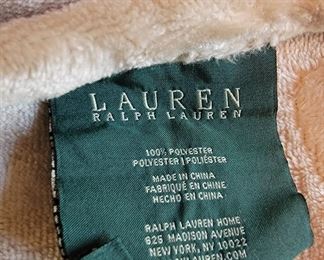 LAUREN
RALPH LAUREN
100% POLYESTER
POLYESTER | POLIÉSTER
MADE IN CHINA
FABRIQUÉ EN CHINE
HECHO EN CHINA
RALPH LAUREN HOME
625 MADISON AVENUE
NEW YORK, NY 10022